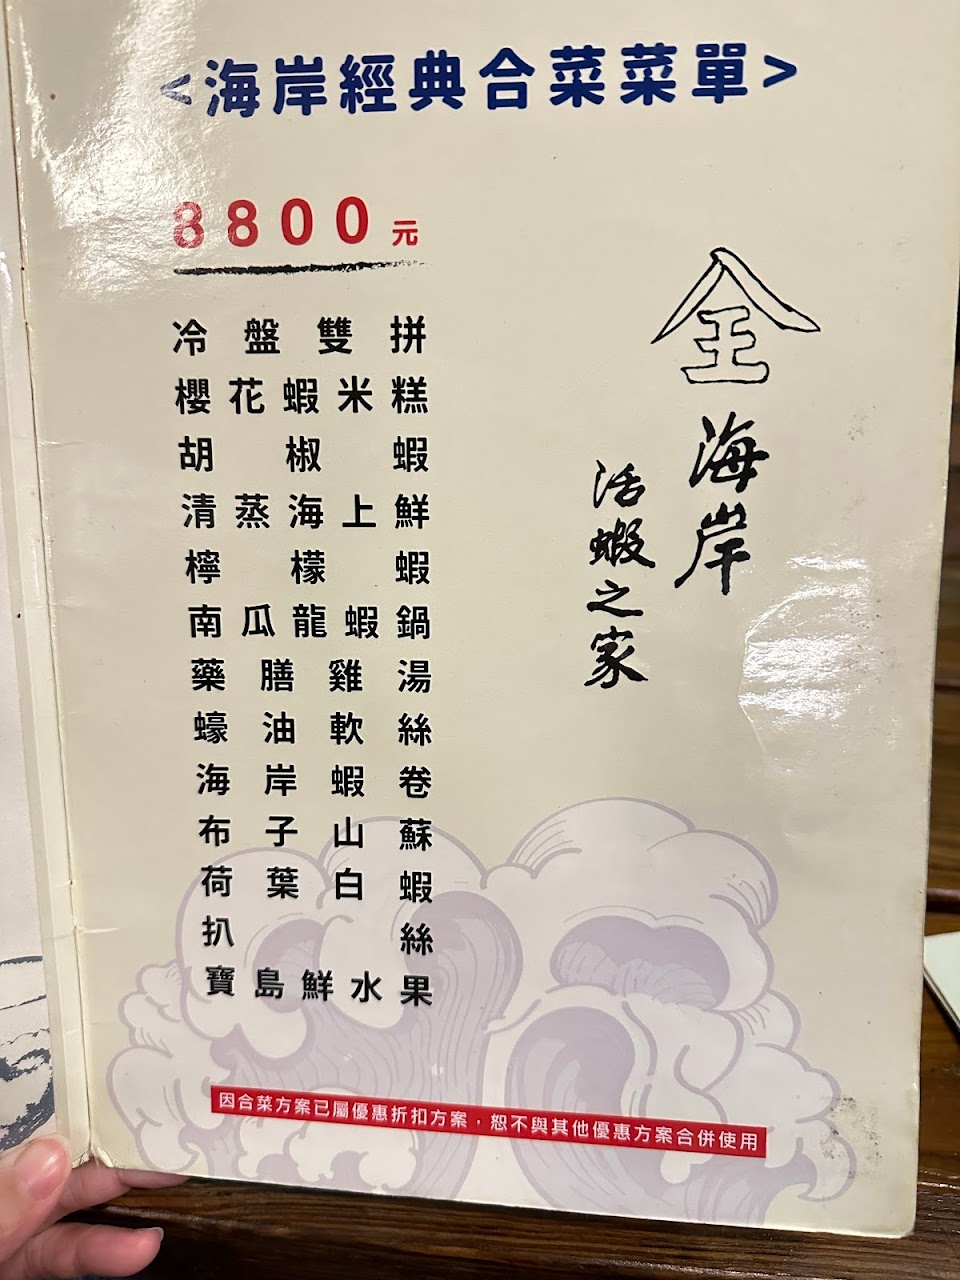 <海岸經典合菜菜單>
8800元
冷盤雙拼
櫻花蝦米糕
胡椒蝦
清蒸海上鮮
檸檬蝦
南瓜龍蝦鍋
藥膳雞湯
蠔油軟絲
海岸蝦卷
布子山蘇
荷葉白蝦
扒絲
寶島鮮水果
全海岸
活蝦之家
因合菜方案已屬優惠折扣方案，恕不與其他優惠方案合併使用